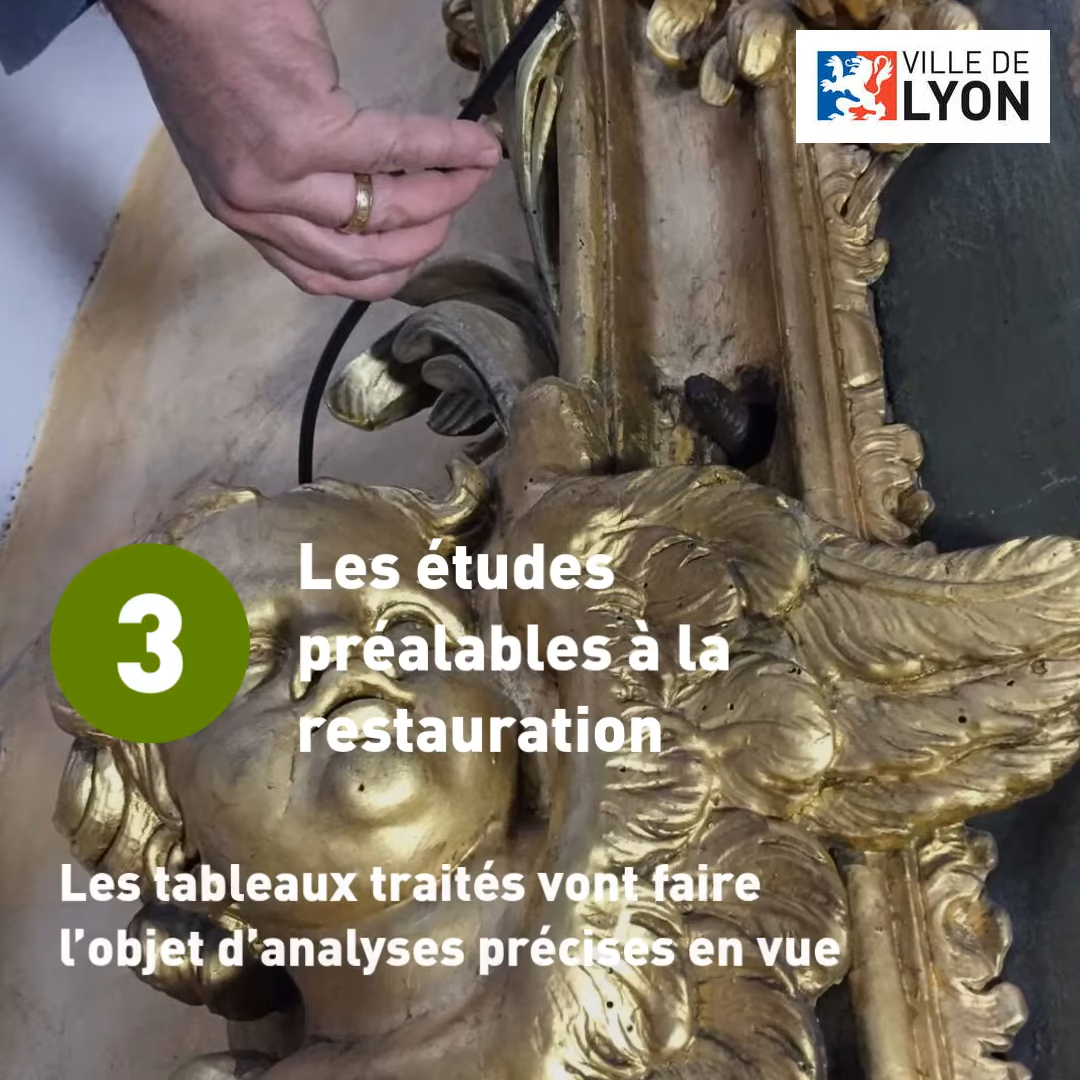 VILLE DE
LYON
3
Les études
préalables à la
restauration
Les tableaux traités vont faire
l’objet d’analyses précises en vue